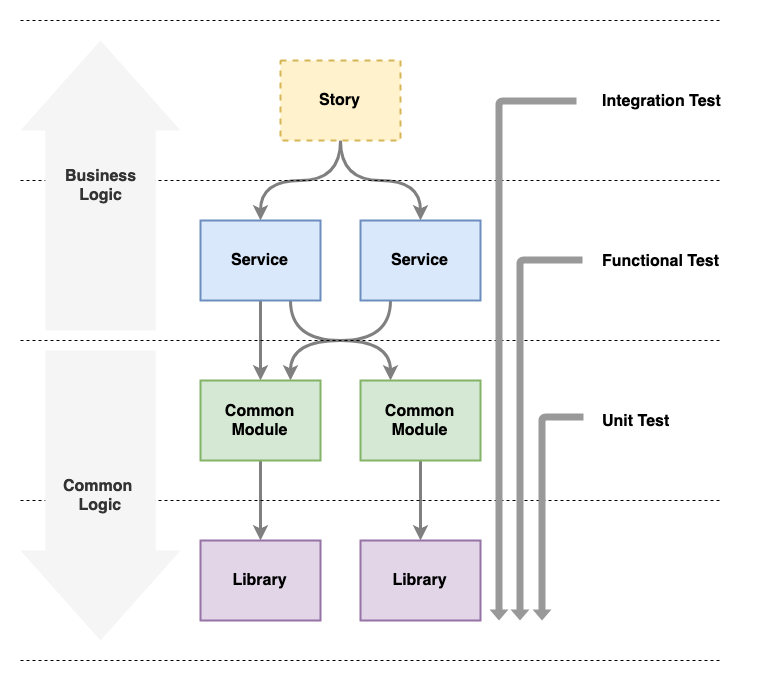 Story
Integration Test
Business
Logic
Service
Service
Functional Test
Common
Module
Common
Module
Unit Test
Common
Logic
Library
Library